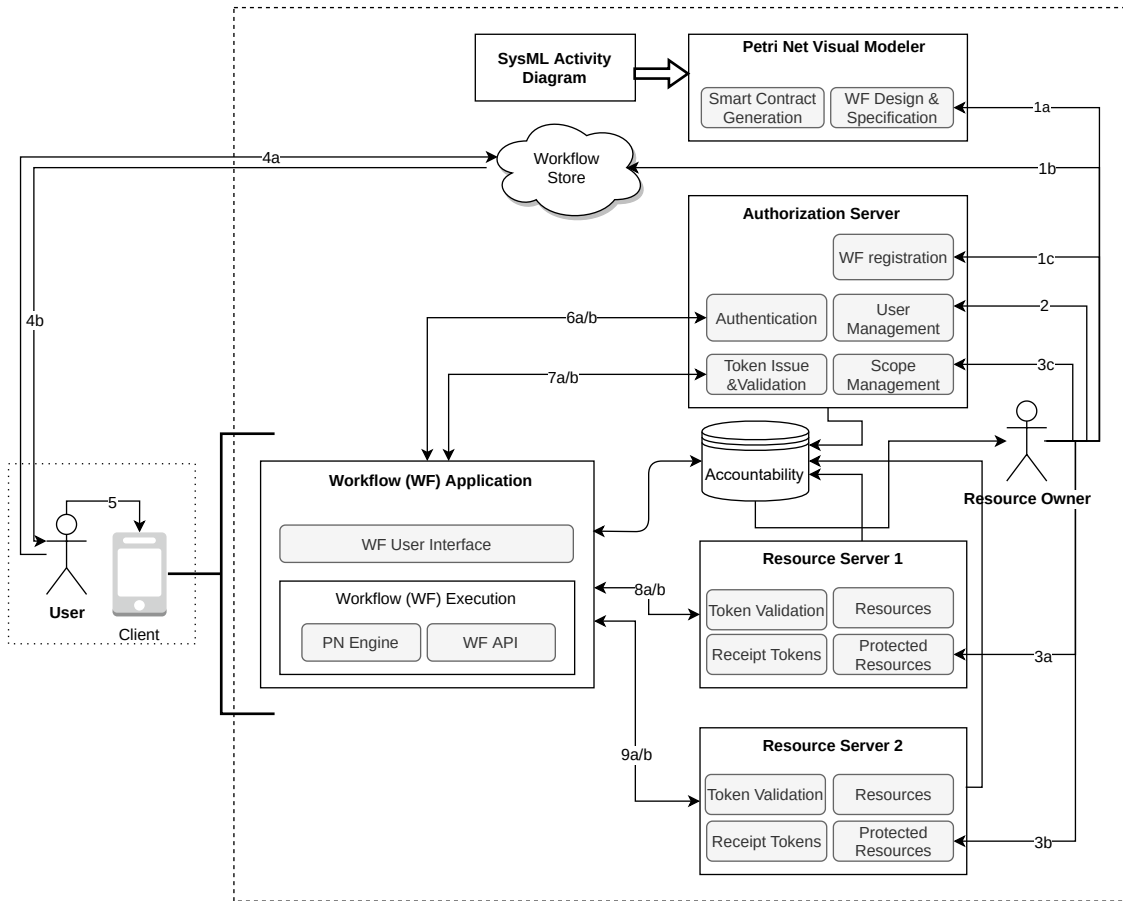 SysML Activity
Diagram
Petri Net Visual Modeler
Smart Contract
Generation
WF Design &
Specification
1a
4a
Workflow
Store
1b
Authorization Server
WF registration
1c
4b
6a/b
Authentication
User
Management
2
7a/b
Token Issue
&Validation
Scope
Management
3c
Accountability
Resource Owner
Workflow (WF) Application
5
WF User Interface
User
Client
Workflow (WF) Execution
PN Engine
WF API
8a/b
Resource Server 1
Token Validation
Resources
Receipt Tokens
Protected
Resources
3a
9a/b
Resource Server 2
Token Validation
Resources
Receipt Tokens
Protected
Resources
3b